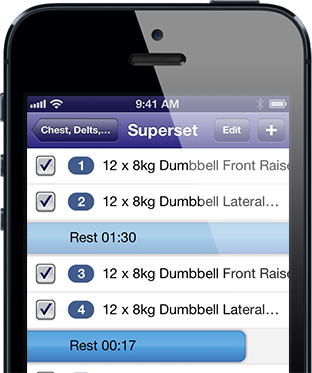 9:41 AM
Chest, Delts,... Superset Edit +
1 12 x 8kg Dumbbell Front Raise
2 12 x 8kg Dumbbell Lateral...
Rest 01:30
3 12 x 8kg Dumbbell Front Raise
4 12 x 8kg Dumbbell Lateral...
Rest 00:17